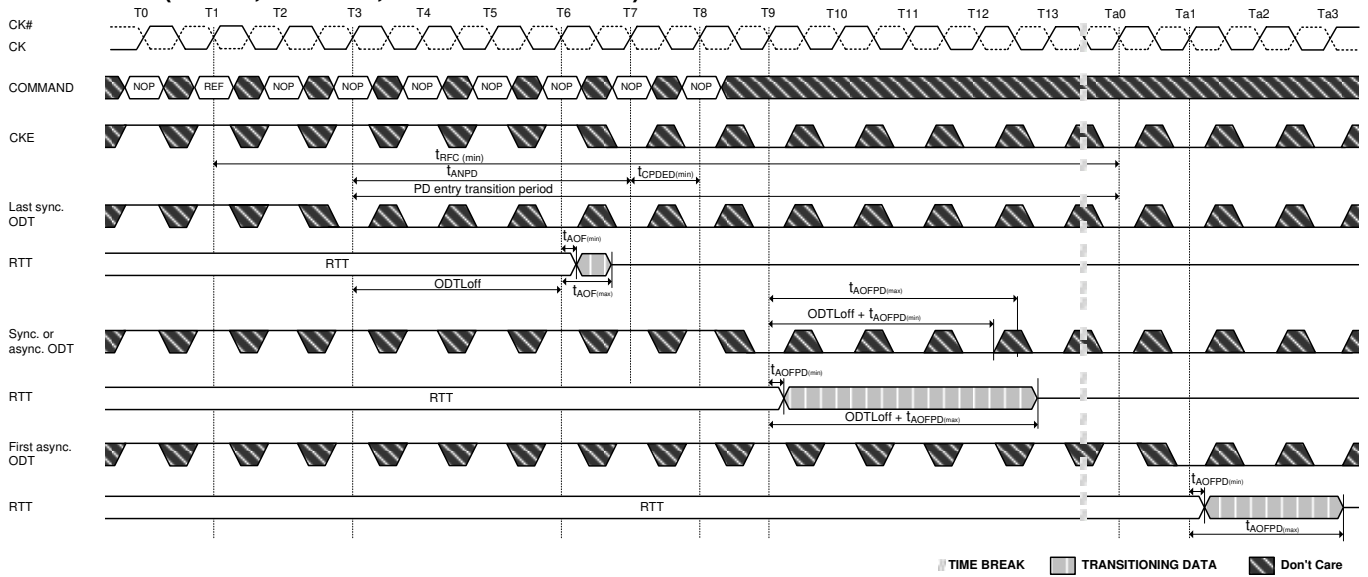 T0 T1 T2 T3 T4 T5 T6 T7 T8 T9 T10 T11 T12 T13 Ta0 Ta1 Ta2 Ta3
CK#
CK
COMMAND NOP REF NOP NOP NOP NOP NOP NOP NOP
CKE
tRFC (min)
tANPD tCPDED(min)
PD entry transition period
Last sync.
ODT
tAOF(min)
RTT RTT
ODTLoff tAOF(max)
tAOFPD(max)
ODTLoff + tAOFPD(min)
Sync. or
async. ODT
tAOFPD(min)
RTT RTT
ODTLoff + tAOFPD(max)
First async.
ODT
tAOFPD(min)
RTT RTT
tAOFPD(max)
TIME BREAK TRANSITIONING DATA Don't Care